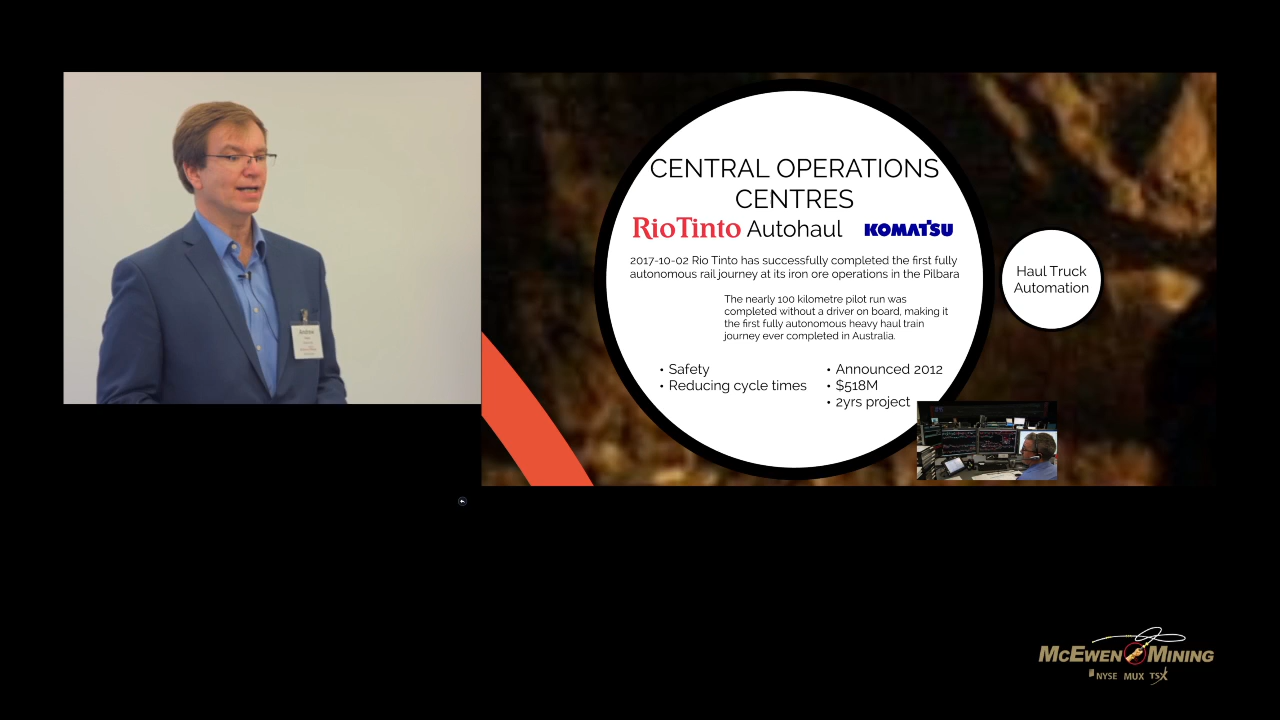 CENTRAL OPERATIONS
CENTRES
RioTinto Autohaul KOMATSU
2017-10-02 Rio Tinto has successfully completed the first fully
autonomous rail journey at its iron ore operations in the Pilbara
The nearly 100 kilometre pilot run was
completed without a driver on board, making it
the first fully autonomous heavy haul train
journey ever completed in Australia.
• Safety
• Reducing cycle times
• Announced 2012
• $518M
• 2yrs project
Haul Truck
Automation
Andrew
MCEWEN MINING
NYSE MUX TSX